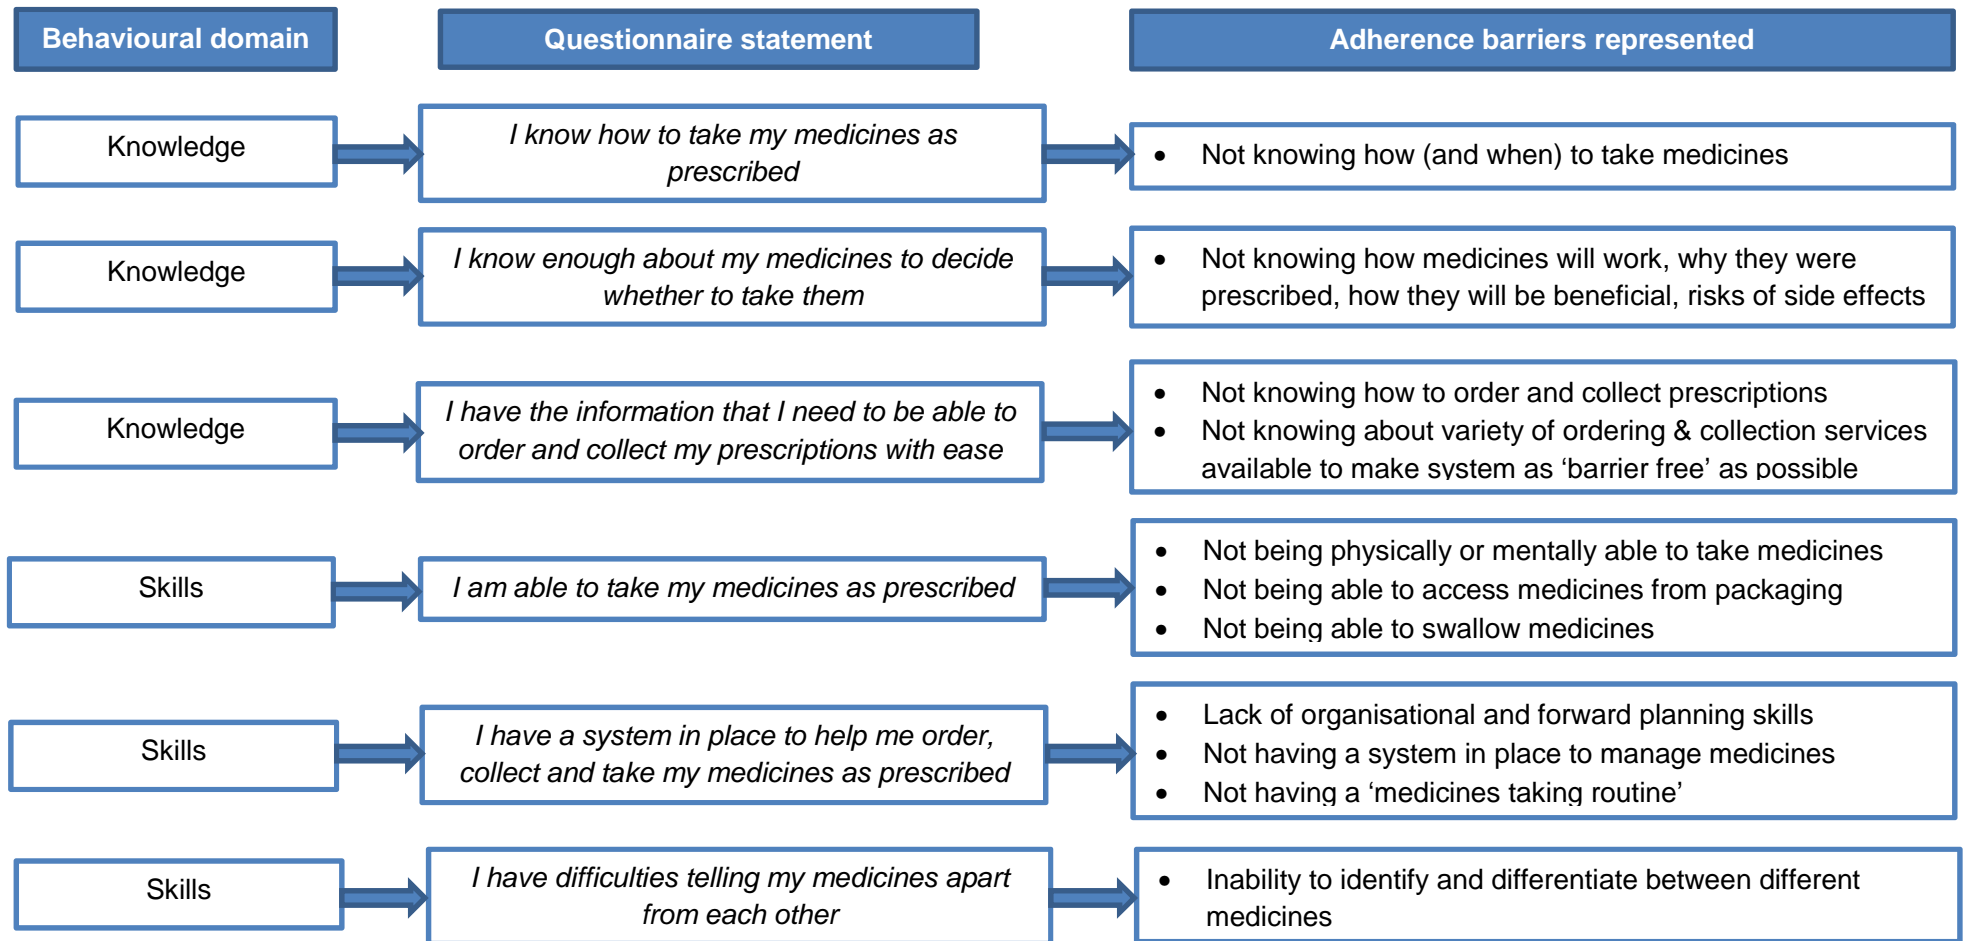 Behavioural domain
Questionnaire statement
Adherence barriers represented
Knowledge
I know how to take my medicines as
prescribed
• Not knowing how (and when) to take medicines
Knowledge
I know enough about my medicines to decide
whether to take them
• Not knowing how medicines will work, why they were
prescribed, how they will be beneficial, risks of side effects
Knowledge
I have the information that I need to be able to
order and collect my prescriptions with ease
• Not knowing how to order and collect prescriptions
• Not knowing about variety of ordering & collection services
available to make system as ‘barrier free’ as possible
Skills
I am able to take my medicines as prescribed
• Not being physically or mentally able to take medicines
• Not being able to access medicines from packaging
• Not being able to swallow medicines
Skills
I have a system in place to help me order,
collect and take my medicines as prescribed
• Lack of organisational and forward planning skills
• Not having a system in place to manage medicines
• Not having a ‘medicines taking routine’
Skills
I have difficulties telling my medicines apart
from each other
• Inability to identify and differentiate between different
medicines